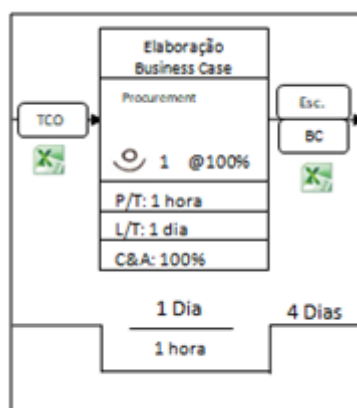 Elaboração
Business Case
Procurement
TCO
Esc.
BC
1 @100%
P/T: 1 hora
L/T: 1 dia
C&A: 100%
1 Dia
4 Dias
1 hora